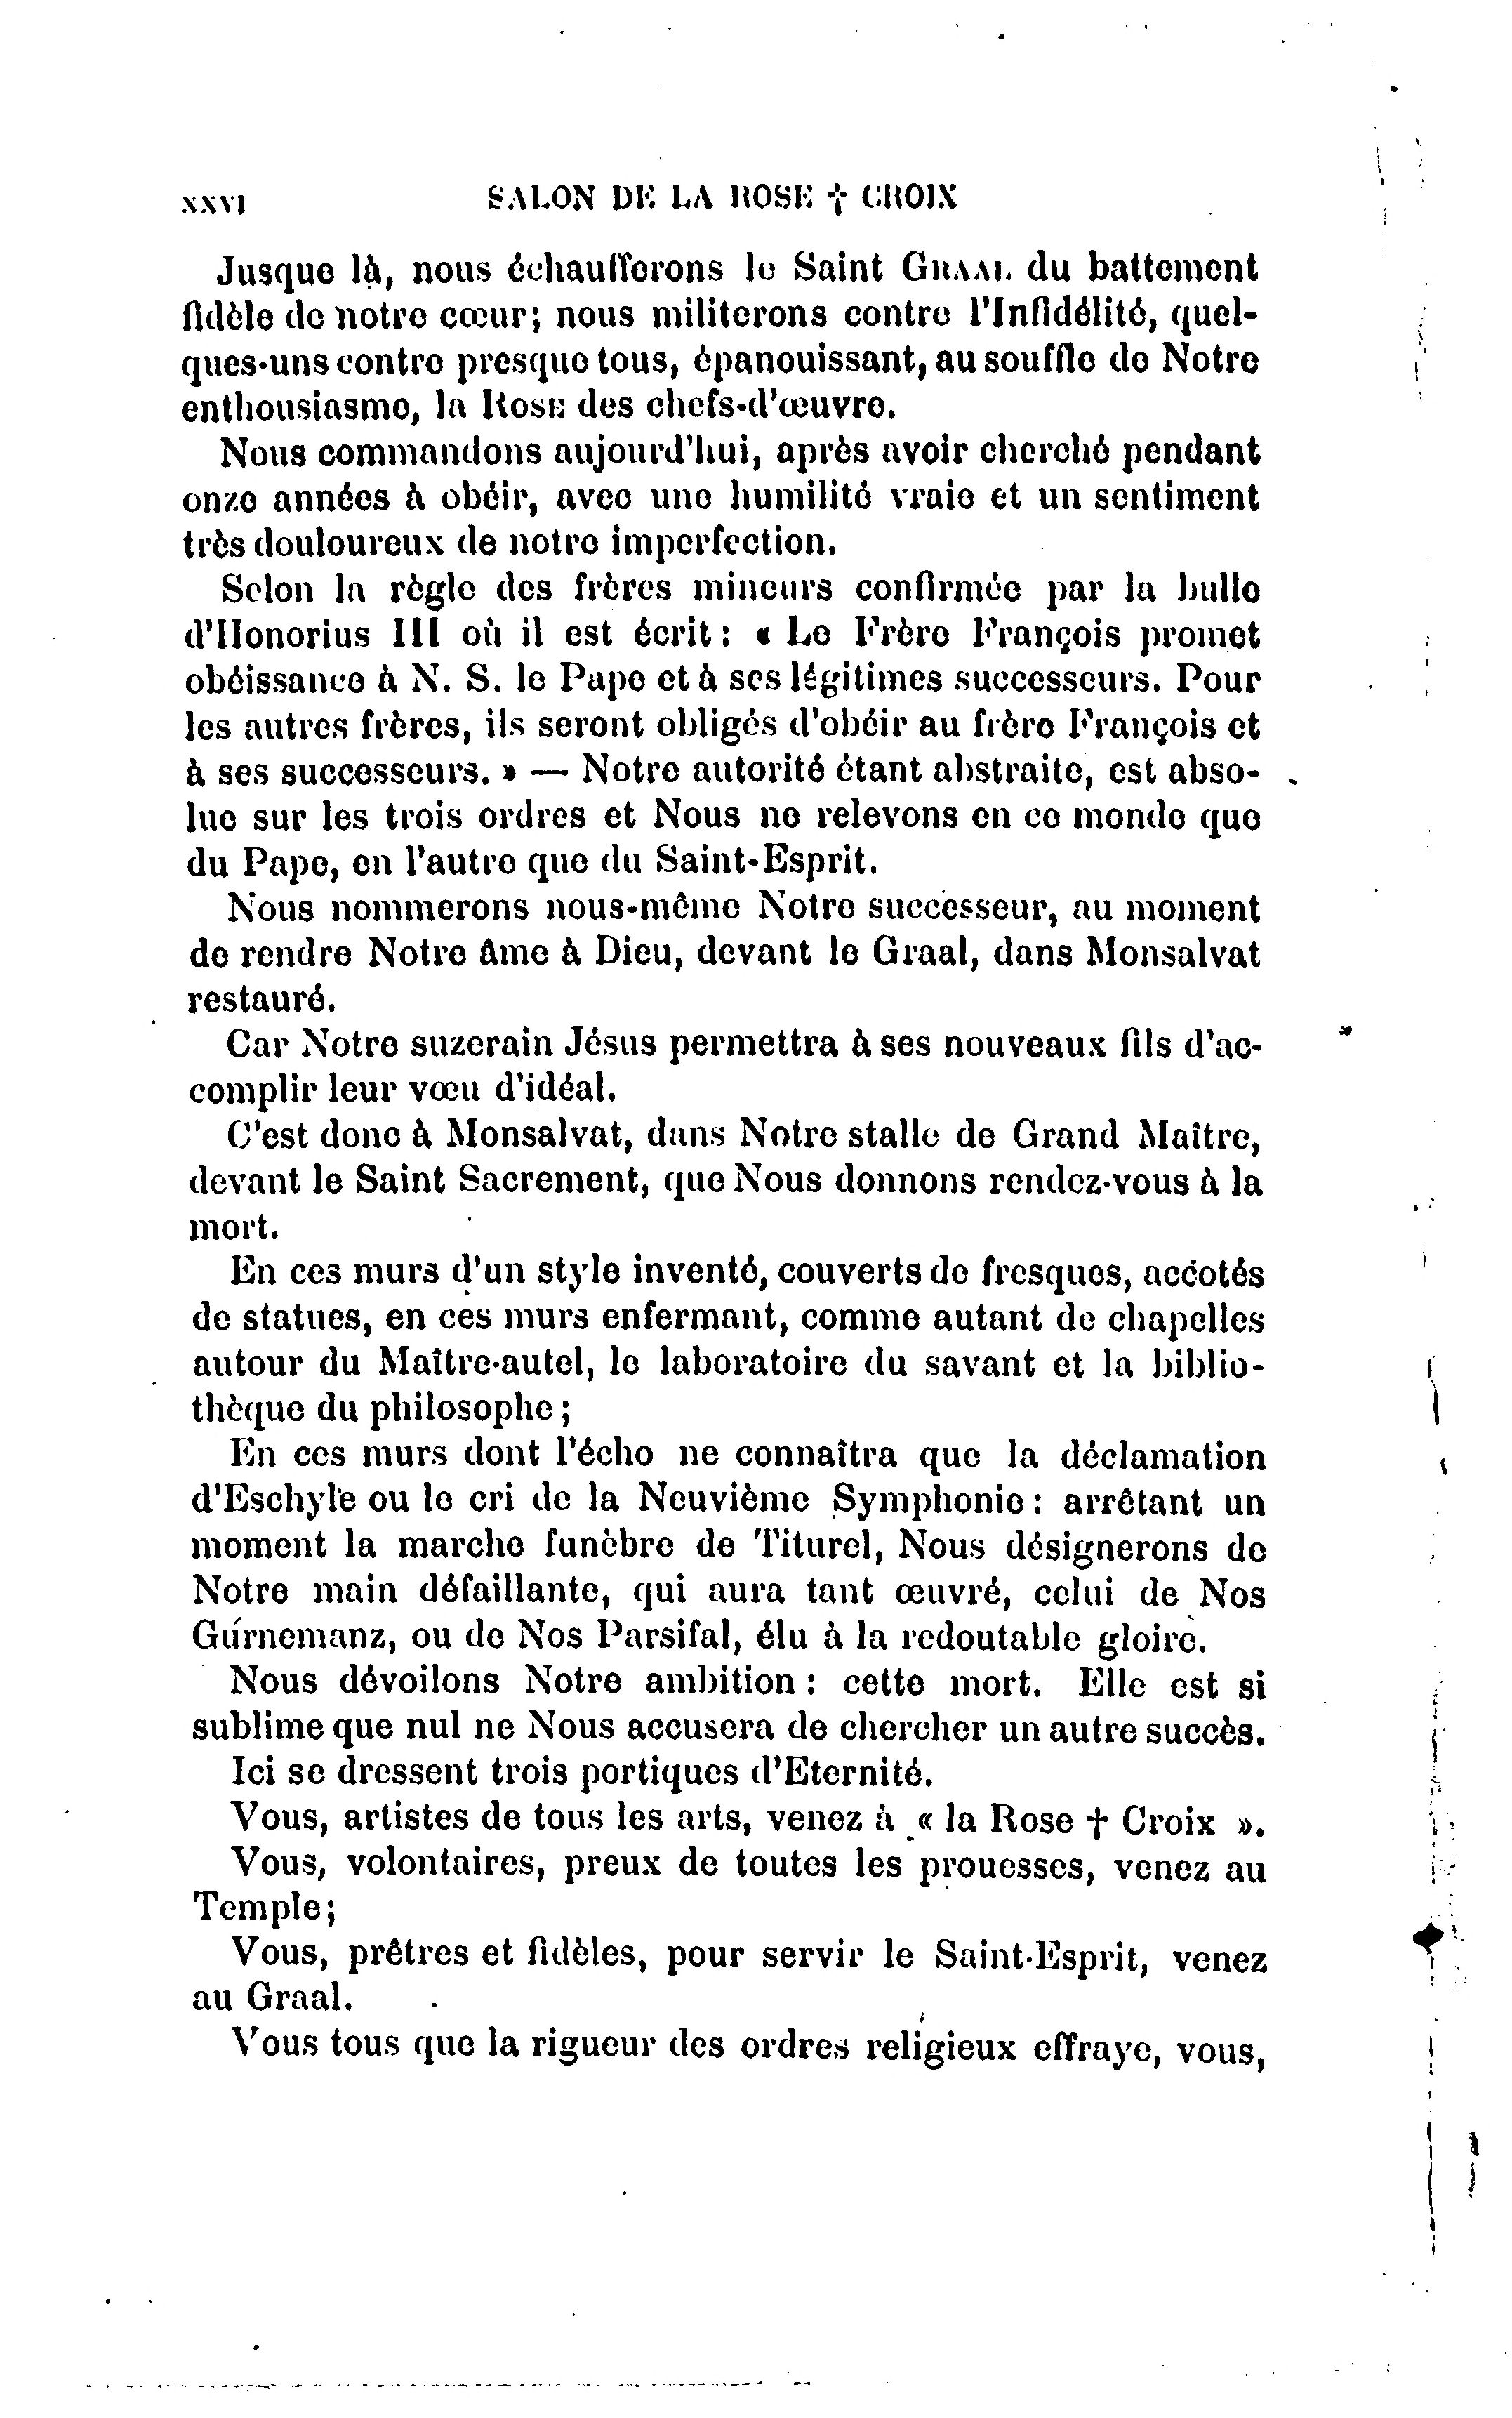 XXVI SALON DE LA ROSE † CROIX
Jusque là, nous échaufferons le Saint GRAAL du battement
fidèle de notre cœur; nous militerons contre l'Infidélité, quel-
ques-uns contre presque tous, épanouissant, au souffle de Notre
enthousiasme, la ROSE des chefs-d'œuvre.
Nous commandons aujourd'hui, après avoir cherché pendant
onze années à obéir, avec une humilité vraie et un sentiment
très douloureux de notre imperfection.
Selon la règle des frères mineurs confirmée par la bulle
d'Honorius III où il est écrit : « Le Frère François promet
obéissance à N. S. le Pape et à ses légitimes successeurs. Pour
les autres frères, ils seront obligés d'obéir au frère François et
à ses successeurs. » — Notre autorité étant abstraite, est abso-
lue sur les trois ordres et Nous ne relevons en ce monde que
du Pape, en l'autre que du Saint-Esprit.
Nous nommerons nous-même Notre successeur, au moment
de rendre Notre âme à Dieu, devant le Graal, dans Monsalvat
restauré.
Car Notre suzerain Jésus permettra à ses nouveaux fils d'ac-
complir leur vœu d'idéal.
C'est donc à Monsalvat, dans Notre stalle de Grand Maître,
devant le Saint Sacrement, que Nous donnons rendez-vous à la
mort.
En ces murs d'un style inventé, couverts de fresques, accotés
de statues, en ces murs enfermant, comme autant de chapelles
autour du Maître-autel, le laboratoire du savant et la biblio-
thèque du philosophe ;
En ces murs dont l'écho ne connaîtra que la déclamation
d'Eschyle ou le cri de la Neuvième Symphonie : arrêtant un
moment la marche funèbre de Titurel, Nous désignerons de
Notre main défaillante, qui aura tant œuvré, celui de Nos
Gurnemanz, ou de Nos Parsifal, élu à la redoutable gloire.
Nous dévoilons Notre ambition : cette mort. Elle est si
sublime que nul ne Nous accusera de chercher un autre succès.
Ici se dressent trois portiques d'Eternité.
Vous, artistes de tous les arts, venez à « la Rose † Croix ».
Vous, volontaires, preux de toutes les prouesses, venez au
Temple;
Vous, prêtres et fidèles, pour servir le Saint-Esprit, venez
au Graal.
Vous tous que la rigueur des ordres religieux effraye, vous,